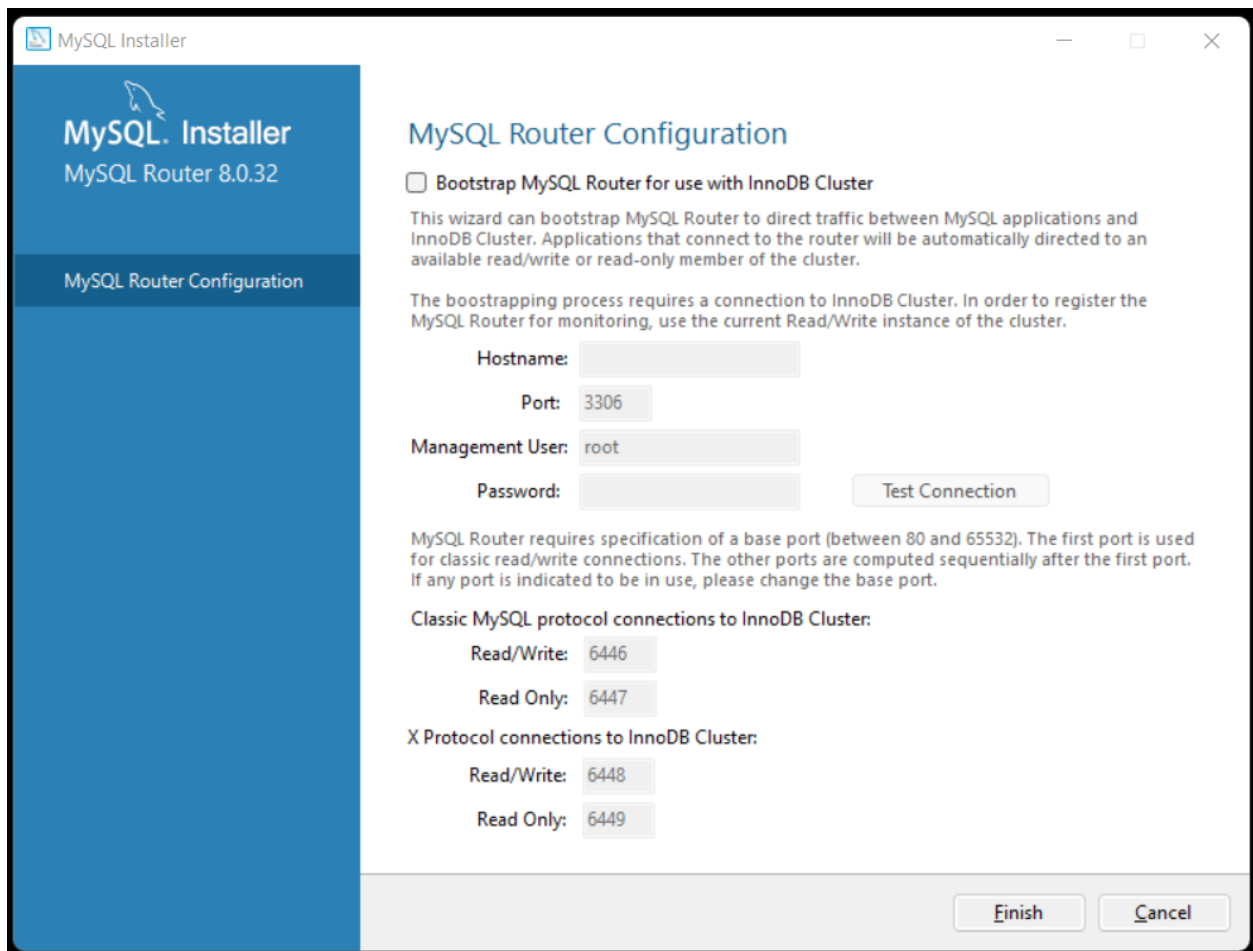 MySQL Installer
MySQL. Installer
MySQL Router 8.0.32
MySQL Router Configuration
MySQL Router Configuration
Bootstrap MySQL Router for use with InnoDB Cluster
This wizard can bootstrap MySQL Router to direct traffic between MySQL applications and
InnoDB Cluster. Applications that connect to the router will be automatically directed to an
available read/write or read-only member of the cluster.
The boostrapping process requires a connection to InnoDB Cluster. In order to register the
MySQL Router for monitoring, use the current Read/Write instance of the cluster.
Hostname:
Port: 3306
Management User: root
Password: Test Connection
MySQL Router requires specification of a base port (between 80 and 65532). The first port is used
for classic read/write connections. The other ports are computed sequentially after the first port.
If any port is indicated to be in use, please change the base port.
Classic MySQL protocol connections to InnoDB Cluster:
Read/Write: 6446
Read Only: 6447
X Protocol connections to InnoDB Cluster:
Read/Write: 6448
Read Only: 6449
Finish Cancel